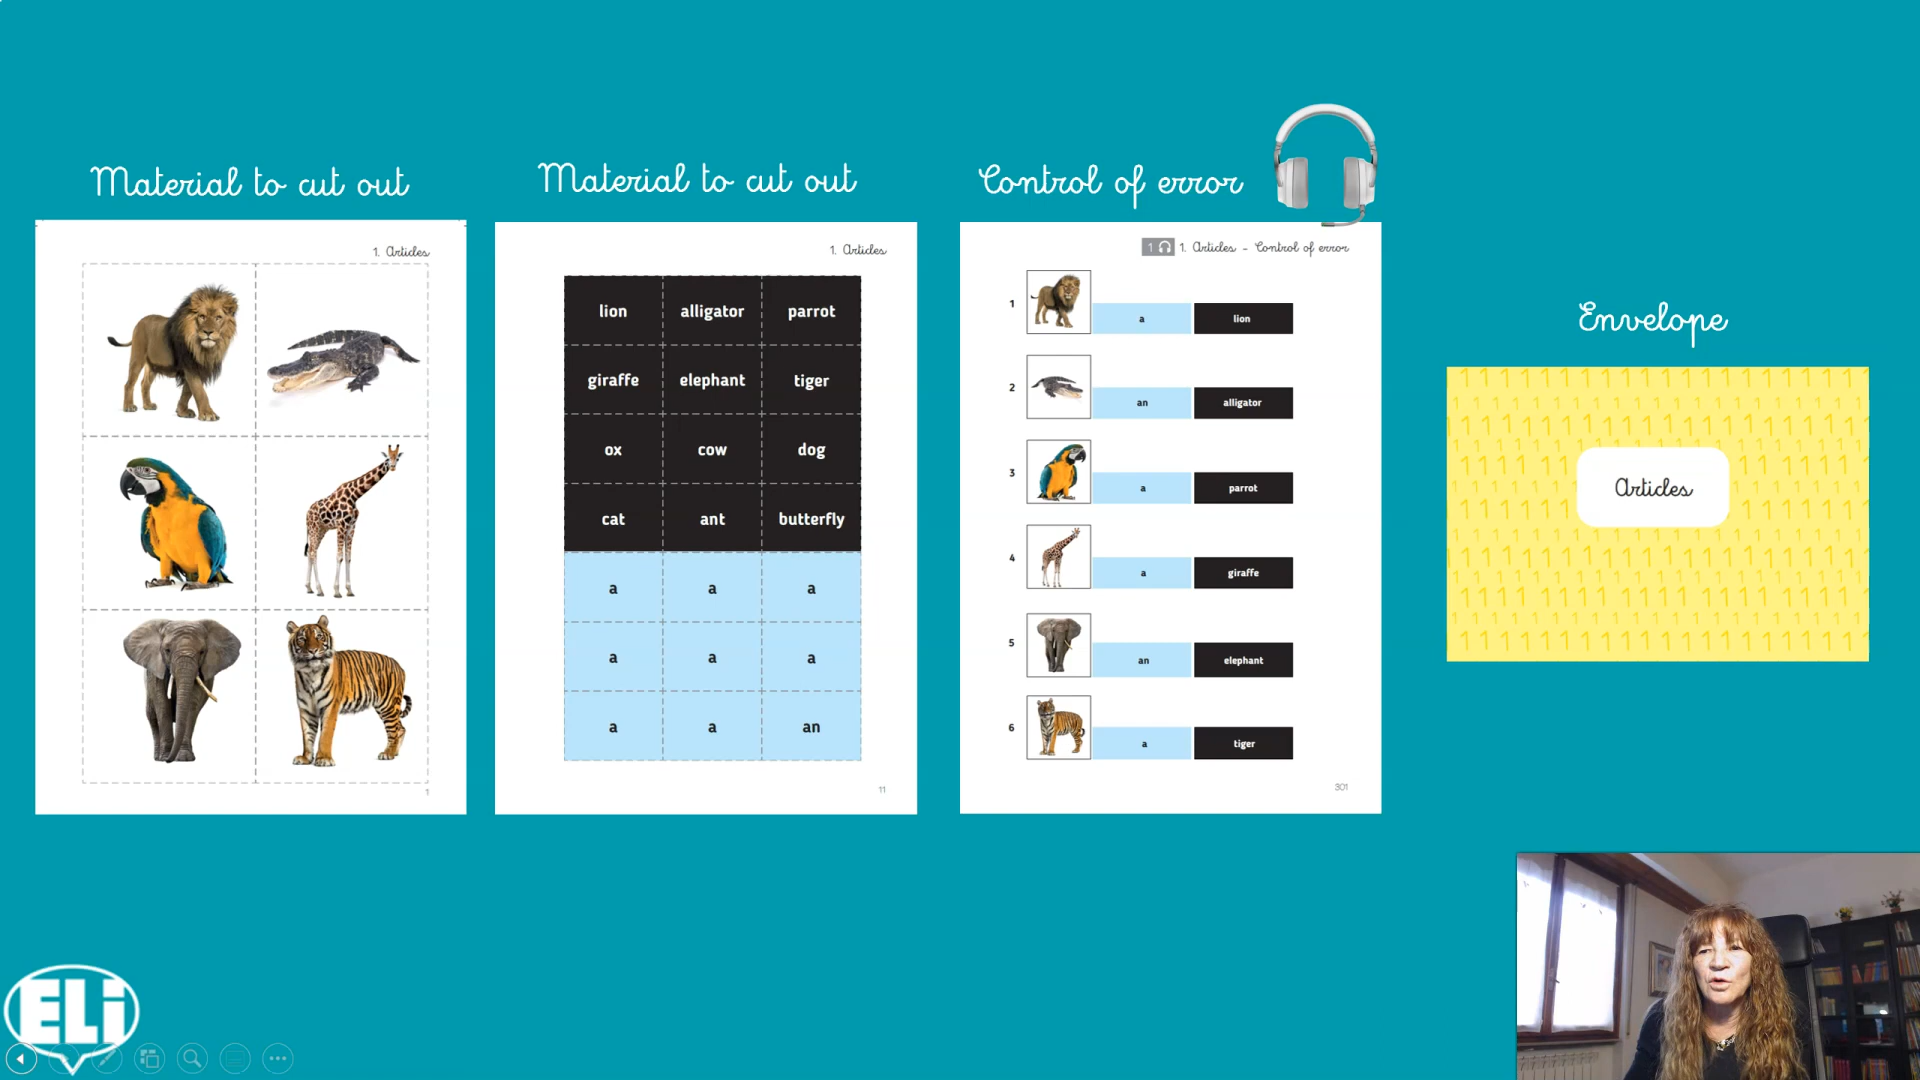 Material to cut out
1. Articles
1
Material to cut out
1. Articles
lion alligator parrot
giraffe elephant tiger
ox cow dog
cat ant butterfly
a a a
a a a
a a an
11
Control of error
1 1. Articles - Control of error
1 a lion
2 an alligator
3 a parrot
4 a giraffe
5 an elephant
6 a tiger
301
Envelope
Articles
ELi